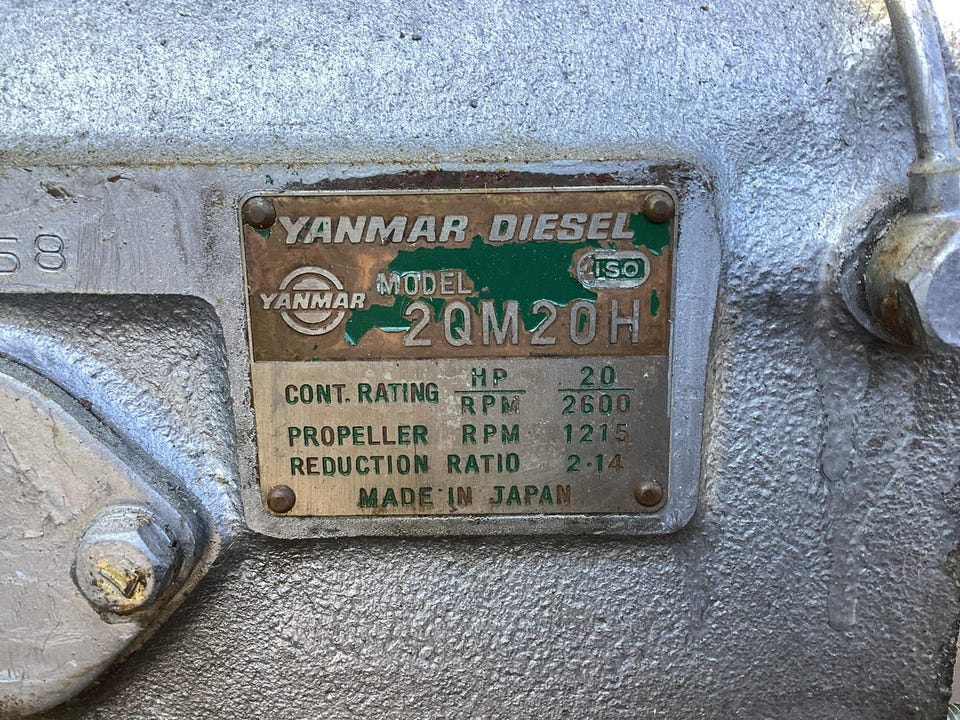 58
YANMAR DIESEL
ISO
YANMAR MODEL
2QM20H
CONT. RATING HP 20
RPM 2600
PROPELLER RPM 1215
REDUCTION RATIO 2·14
MADE IN JAPAN